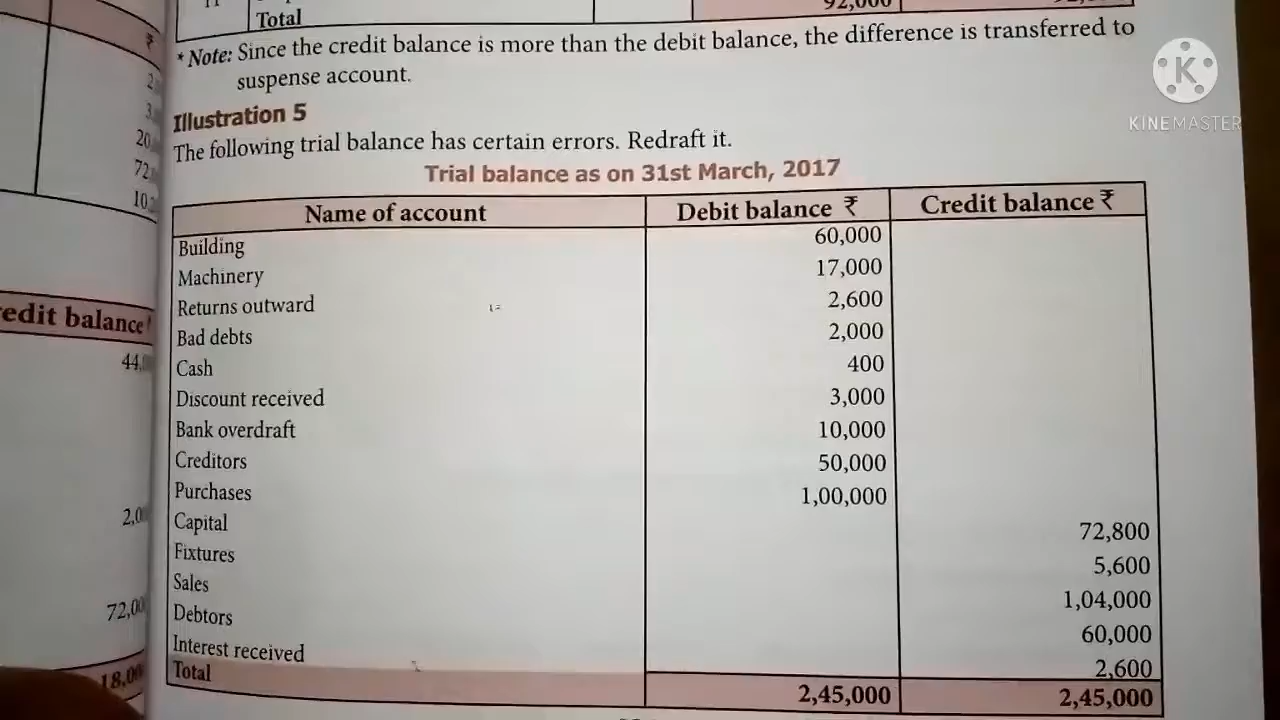 Total 92,000
* Note: Since the credit balance is more than the debit balance, the difference is transferred to
suspense account.
Illustration 5
The following trial balance has certain errors. Redraft it.
Trial balance as on 31st March, 2017
Name of account Debit balance ₹ Credit balance ₹
Building 60,000
Machinery 17,000
Returns outward 2,600
Bad debts 2,000
Cash 400
Discount received 3,000
Bank overdraft 10,000
Creditors 50,000
Purchases 1,00,000
Capital 72,800
Fixtures 5,600
Sales 1,04,000
Debtors 60,000
Interest received 2,600
Total 2,45,000 2,45,000
₹
edit balance
KINEMASTER